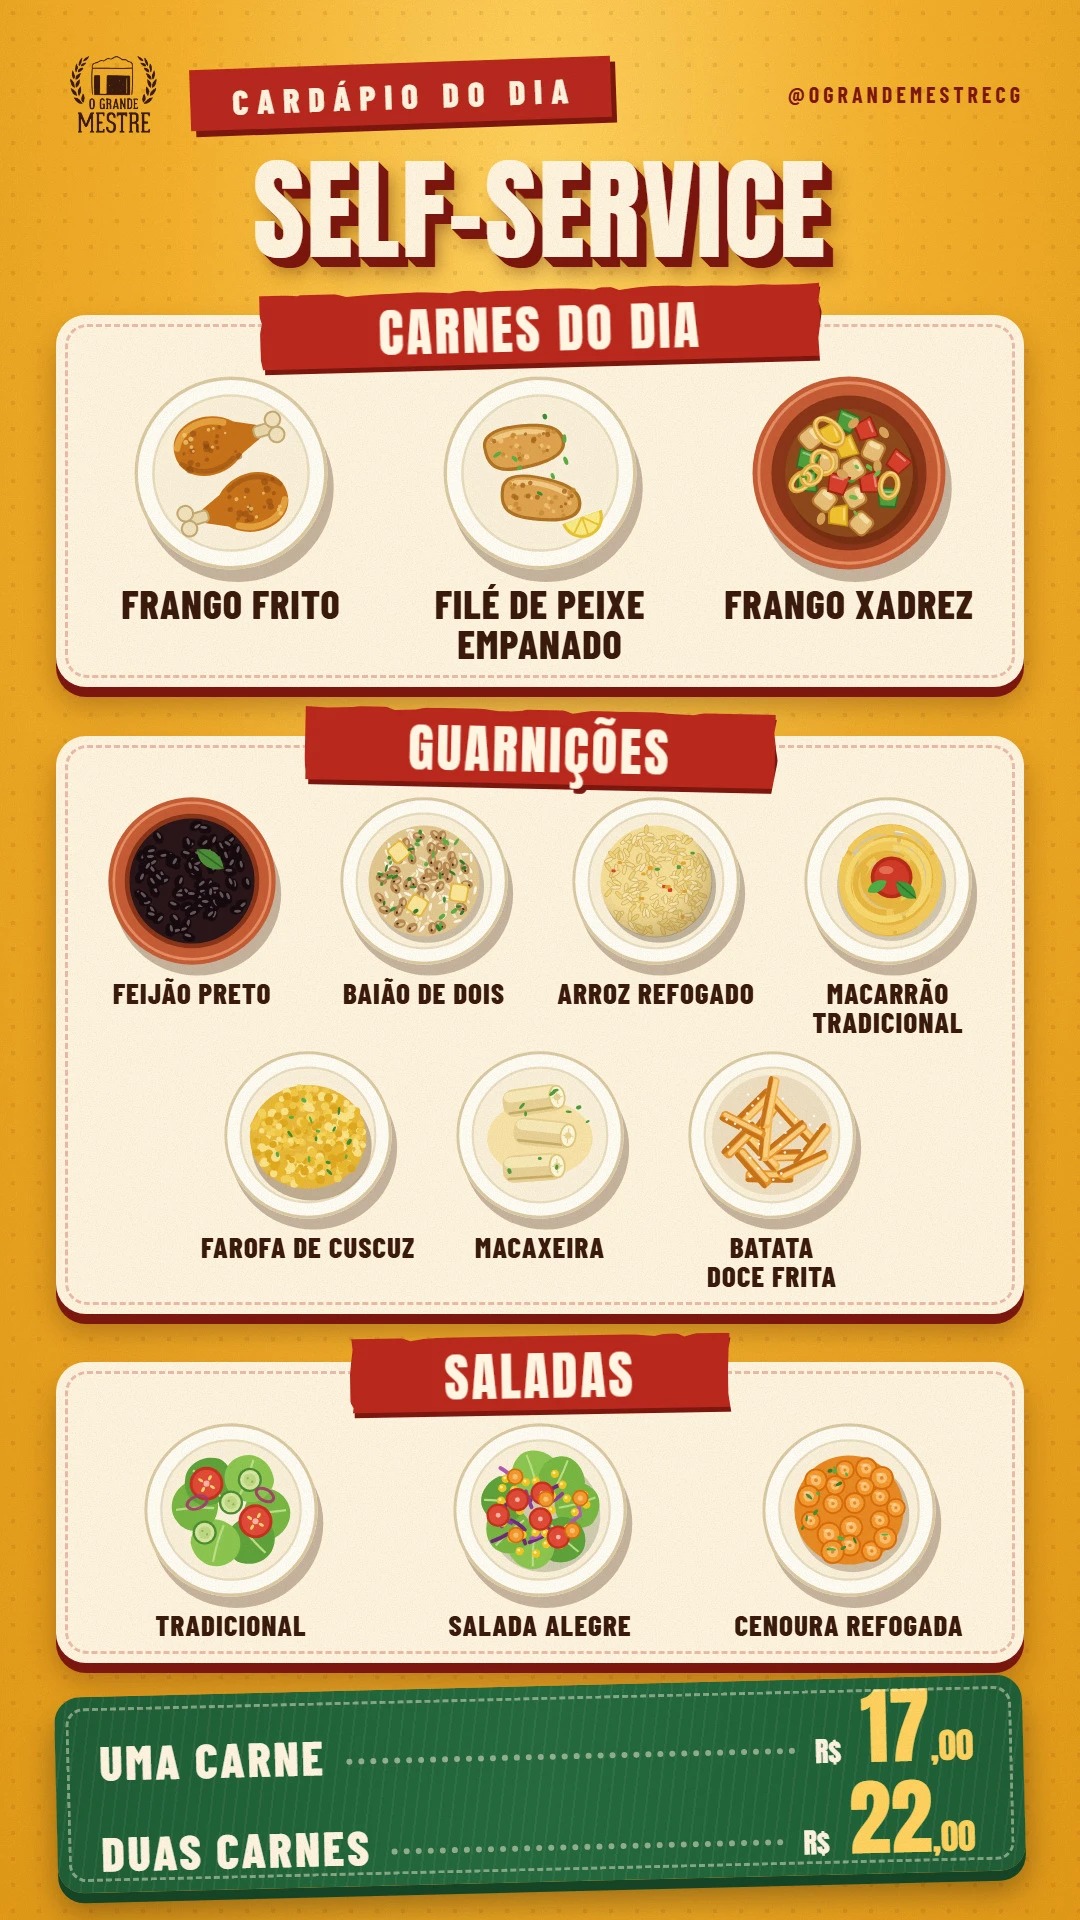 O GRANDE
MESTRE
CARDÁPIO DO DIA
@OGRANDEMESTRECG
SELF-SERVICE
CARNES DO DIA
FRANGO FRITO
FILÉ DE PEIXE
EMPANADO
FRANGO XADREZ
GUARNIÇÕES
FEIJÃO PRETO
BAIÃO DE DOIS
ARROZ REFOGADO
MACARRÃO
TRADICIONAL
FAROFA DE CUSCUZ
MACAXEIRA
BATATA
DOCE FRITA
SALADAS
TRADICIONAL
SALADA ALEGRE
CENOURA REFOGADA
UMA CARNE R$ 17,00
DUAS CARNES R$ 22,00